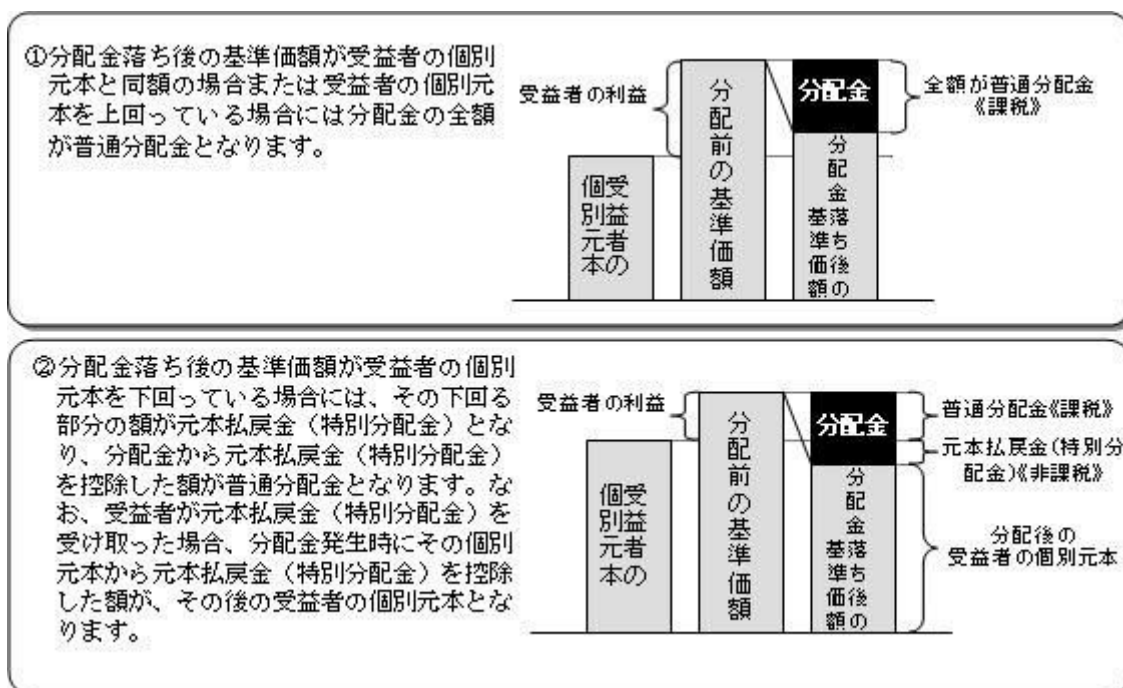 ①分配金落ち後の基準価額が受益者の個別
元本と同額の場合または受益者の個別元
本を上回っている場合には分配金の全額
が普通分配金となります。
受益者の利益
受益者の
個別元本
分配前の基準価額
分配金
分配金落ち後の
基準価額
全額が普通分配金
《課税》
②分配金落ち後の基準価額が受益者の個別
元本を下回っている場合には、その下回る
部分の額が元本払戻金（特別分配金）とな
り、分配金から元本払戻金（特別分配金）
を控除した額が普通分配金となります。な
お、受益者が元本払戻金（特別分配金）を
受け取った場合、分配金発生時にその個別
元本から元本払戻金（特別分配金）を控除
した額が、その後の受益者の個別元本とな
ります。
受益者の利益
受益者の
個別元本
分配前の基準価額
分配金
分配金落ち後の
基準価額
普通分配金《課税》
元本払戻金(特別分
配金)《非課税》
分配後の
受益者の個別元本